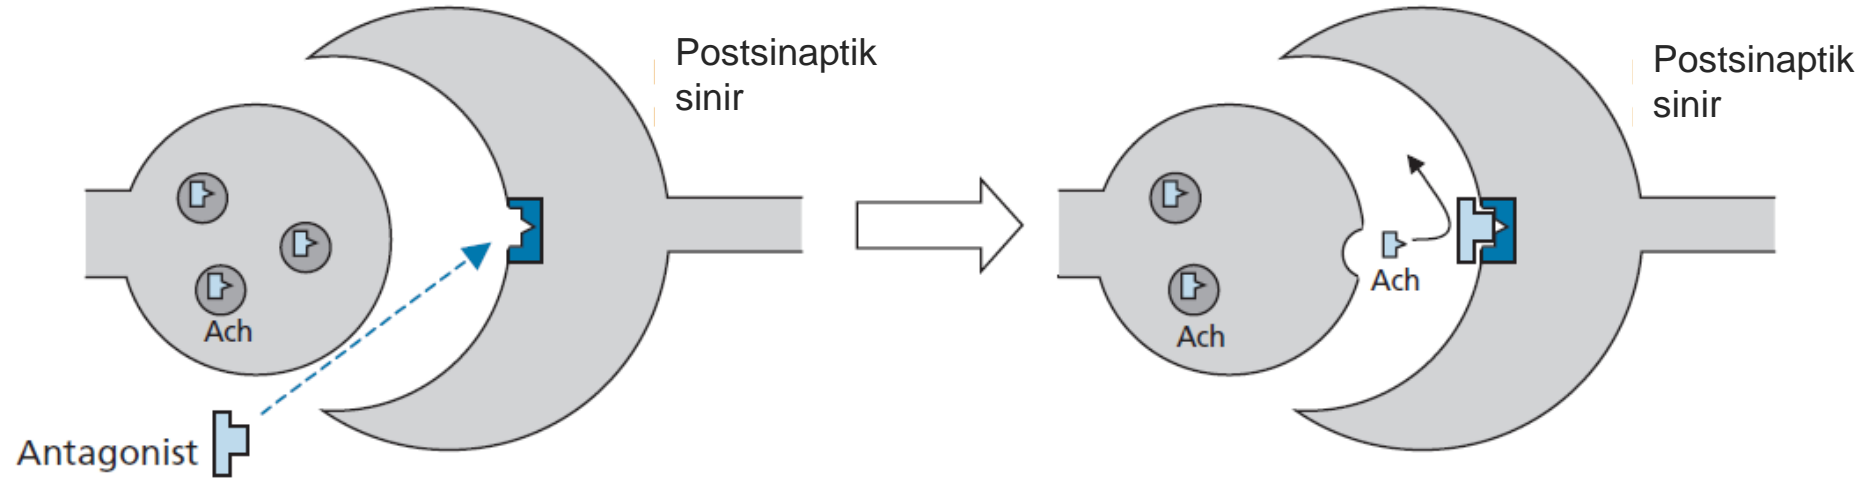 Postsinaptik
sinir
Ach
Antagonist
Postsinaptik
sinir
Ach
Ach